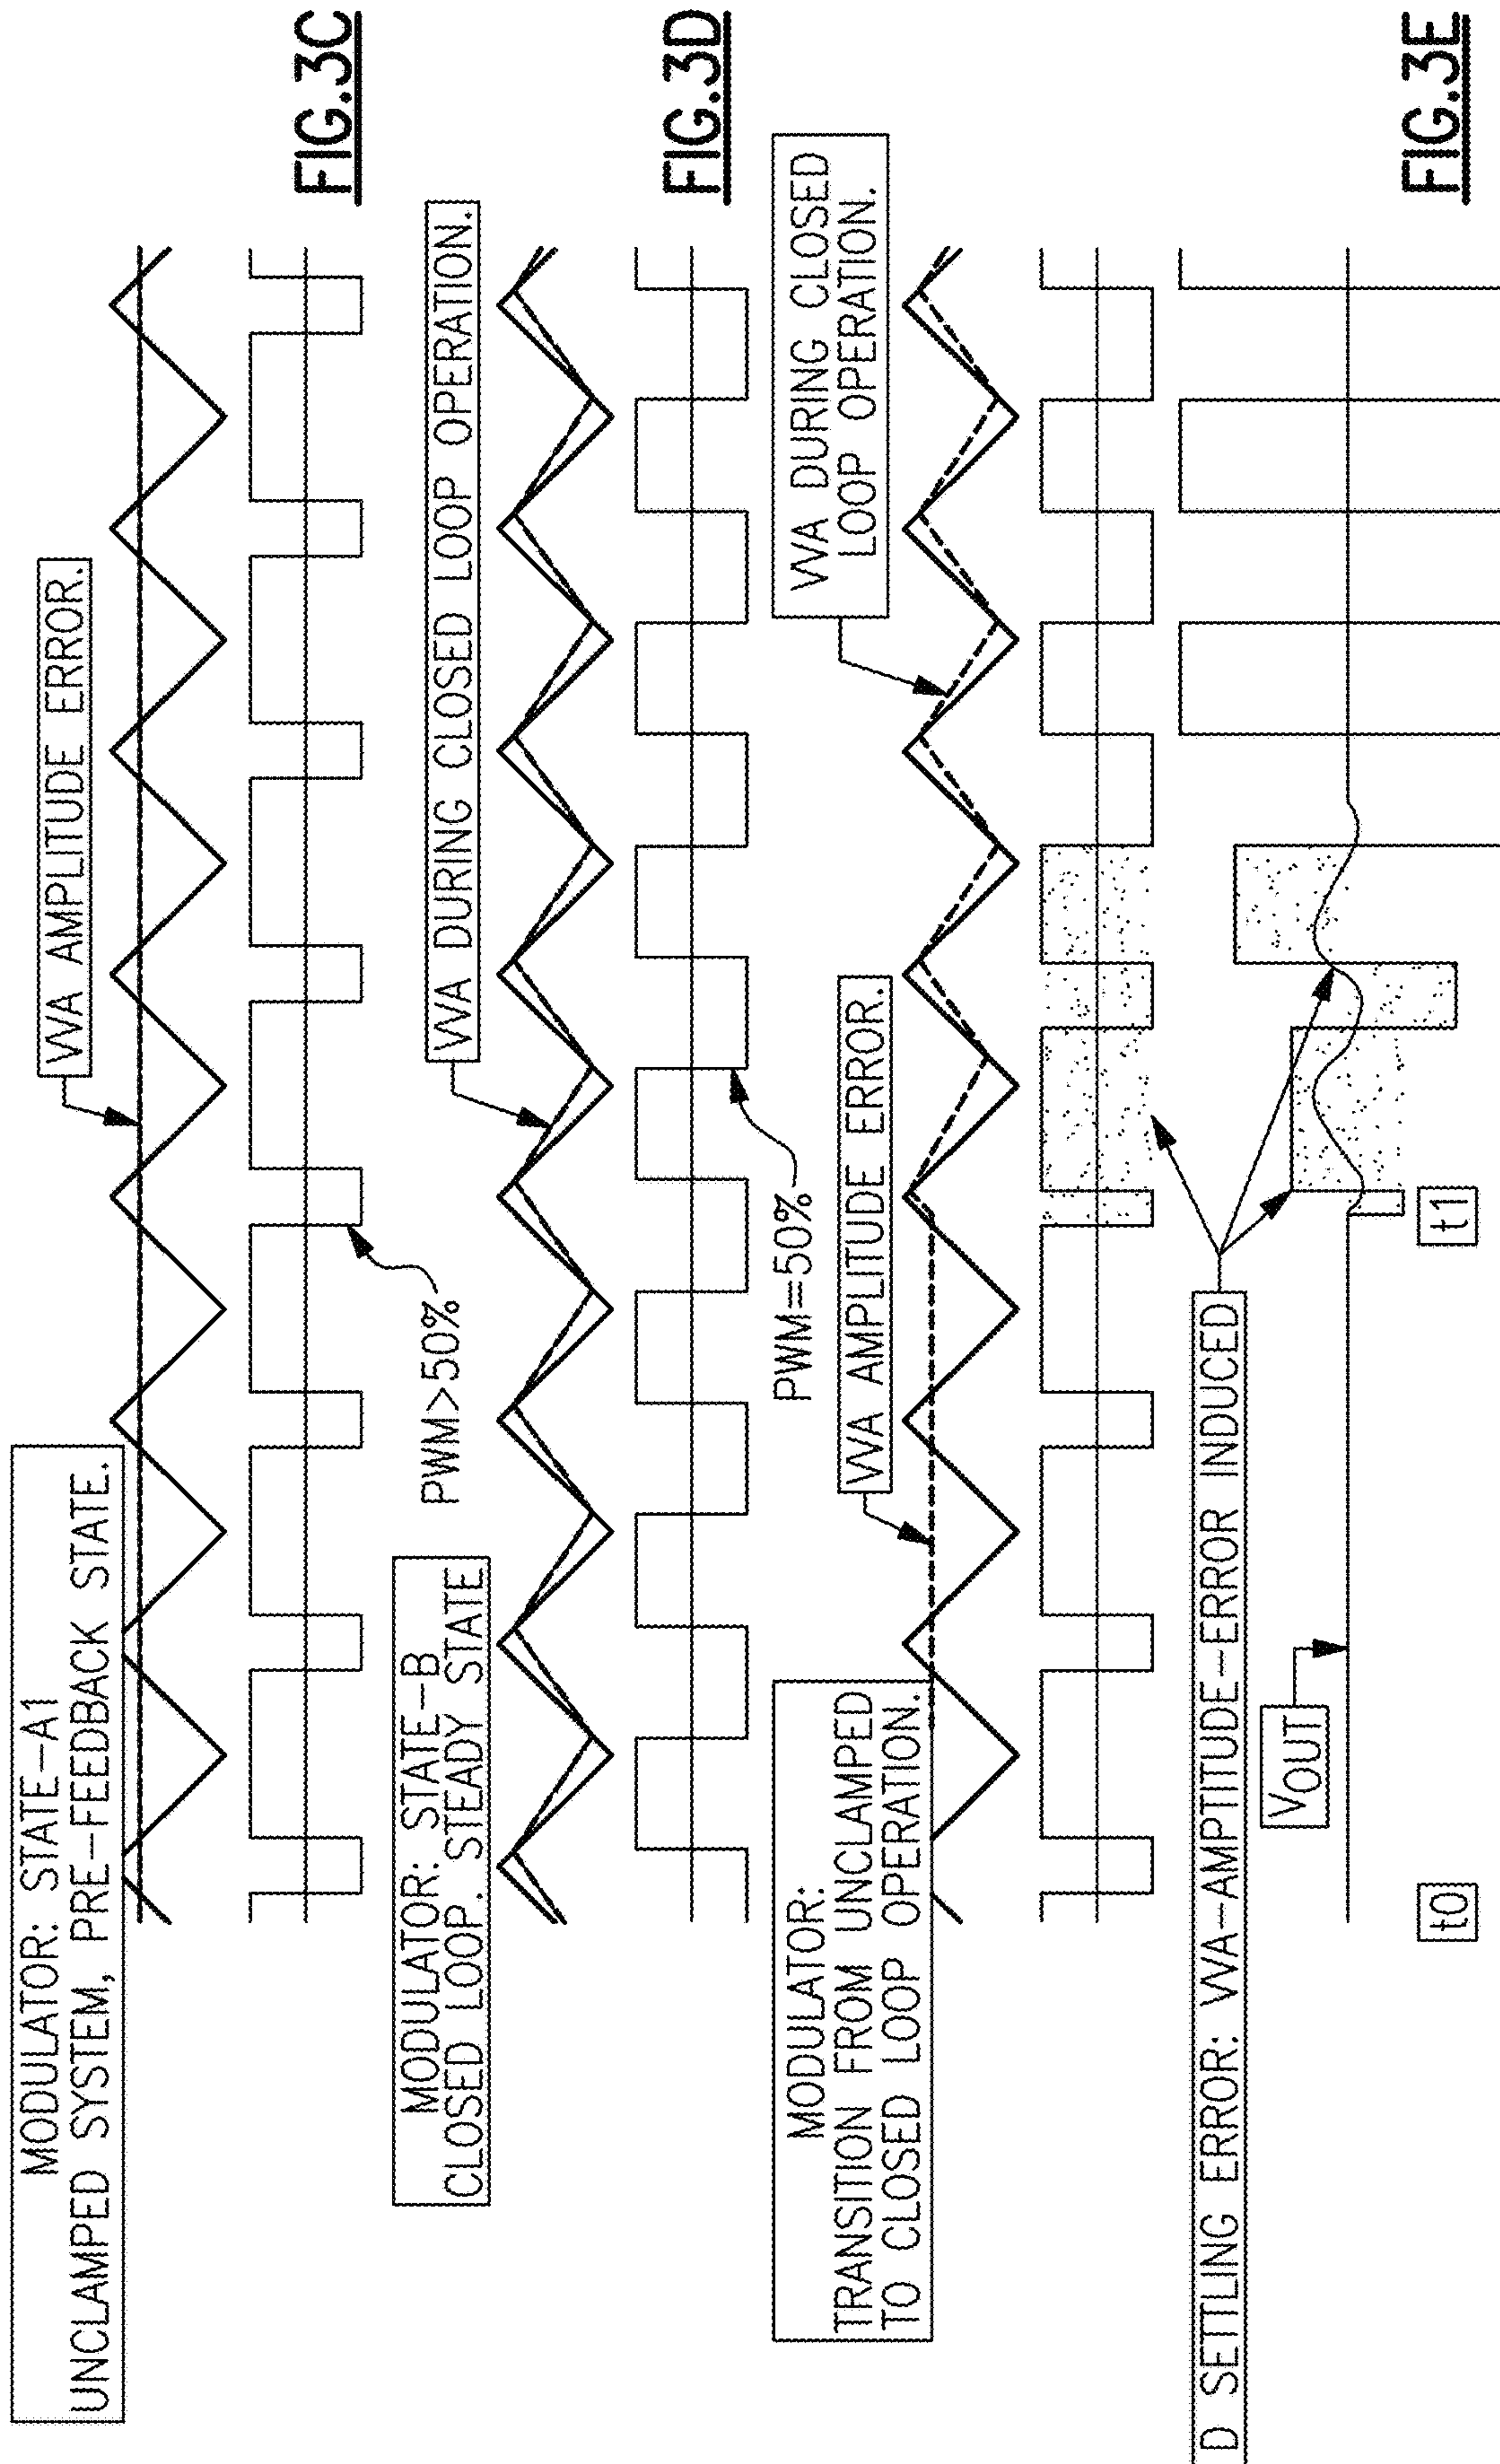 MODULATOR: STATE-A1
UNCLAMPED SYSTEM, PRE-FEEDBACK STATE.
VVA AMPLITUDE ERROR.
PWM>50%
FIG.3C
MODULATOR: STATE-B
CLOSED LOOP. STEADY STATE
VVA DURING CLOSED LOOP OPERATION.
PWM=50%
FIG.3D
MODULATOR:
TRANSITION FROM UNCLAMPED
TO CLOSED LOOP OPERATION.
VVA AMPLITUDE ERROR.
VVA DURING CLOSED
LOOP OPERATION.
D SETTLING ERROR: VVA-AMPTITUDE-ERROR INDUCED
VOUT
t0
t1
FIG.3E